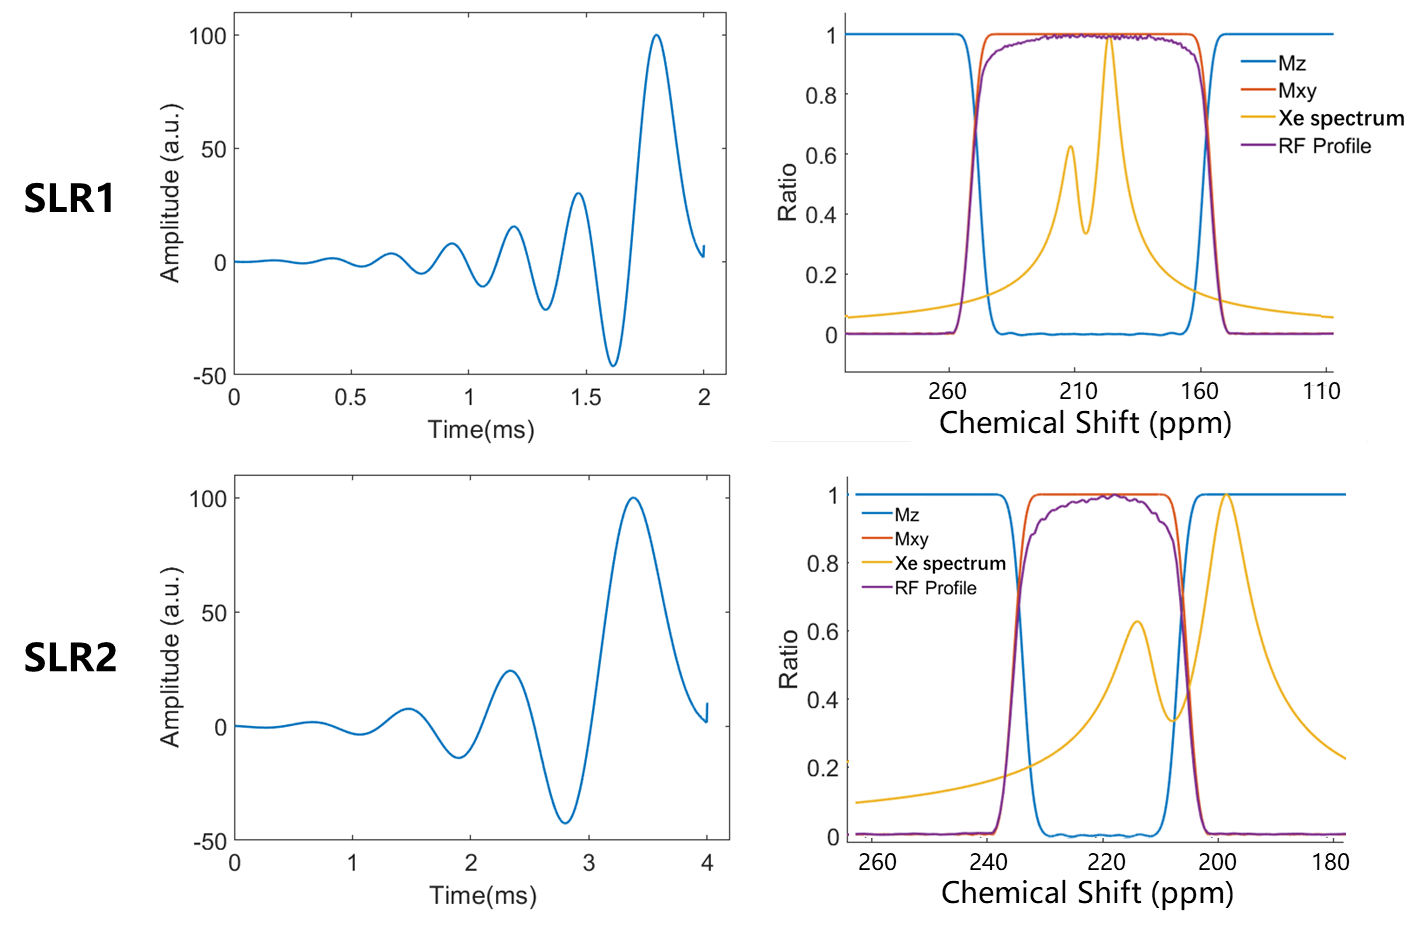 SLR1
100
50
0
-50
Amplitude (a.u.)
0 0.5 1 1.5 2
Time(ms)
1
0.8
0.6
0.4
0.2
0
Ratio
Mz
Mxy
Xe spectrum
RF Profile
260 210 160 110
Chemical Shift (ppm)
SLR2
100
50
0
-50
Amplitude (a.u.)
0 1 2 3 4
Time(ms)
1
0.8
0.6
0.4
0.2
0
Ratio
Mz
Mxy
Xe spectrum
RF Profile
260 240 220 200 180
Chemical Shift (ppm)